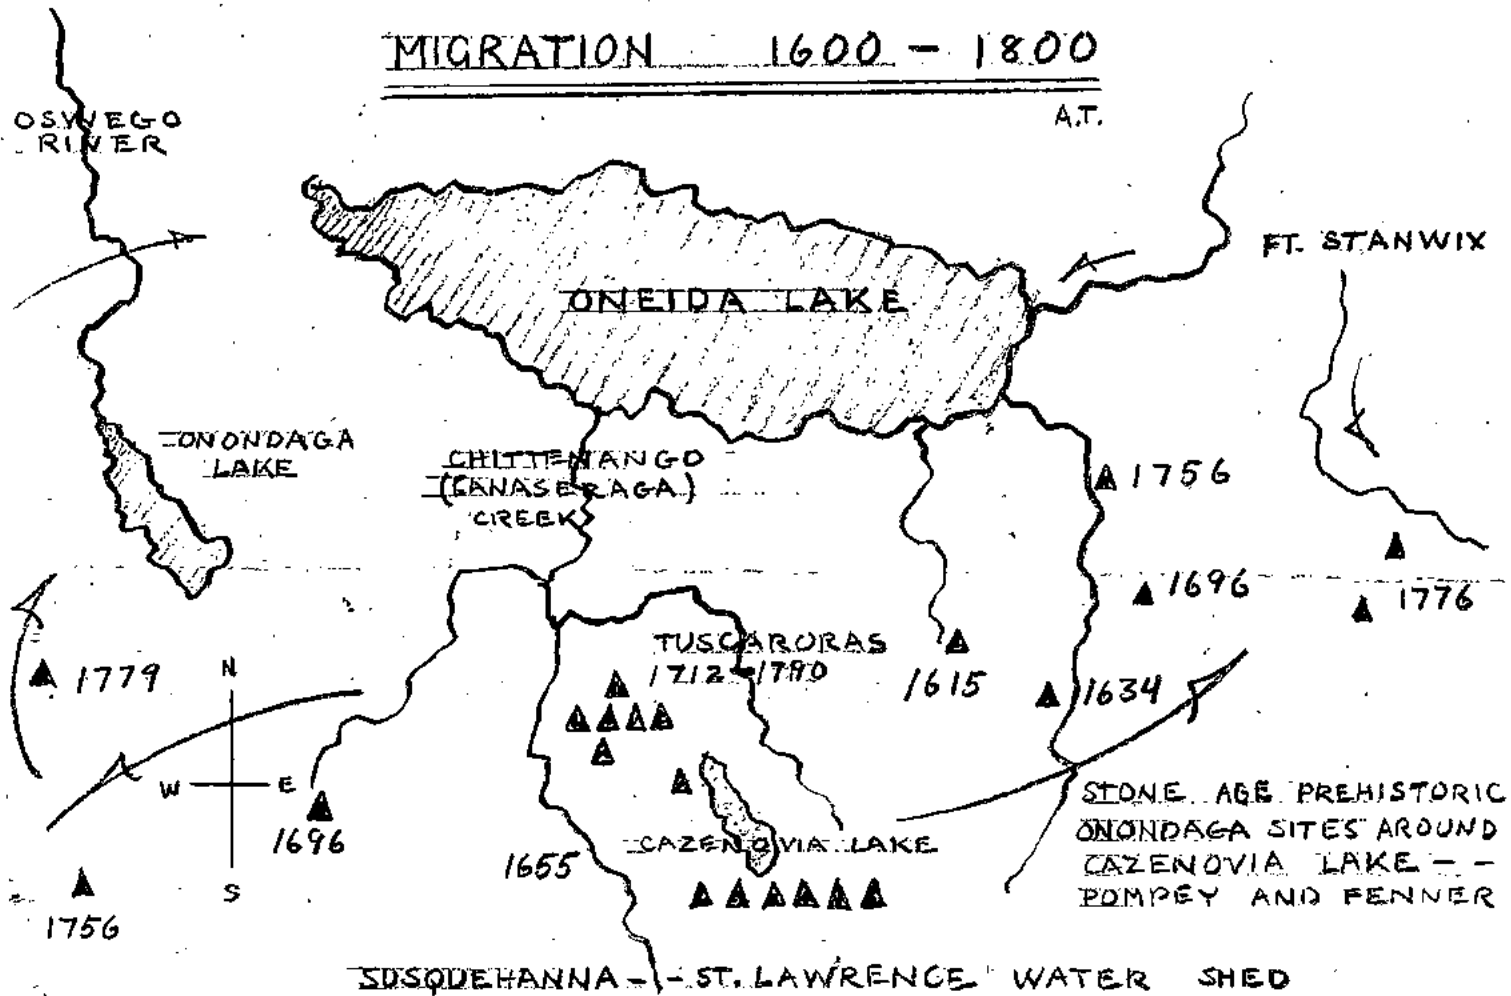 MIGRATION 1600 - 1800
A.T.
OSWEGO
RIVER
FT. STANWIX
ONEIDA LAKE
ONONDAGA
LAKE
CHITTENANGO
(CANASERAGA)
CREEK
1756
1696
1776
TUSCARORAS
1712-1780
1615
1634
1779
N
W E
S
1696
1655
CAZENOVIA LAKE
1756
STONE AGE PREHISTORIC
ONONDAGA SITES AROUND
CAZENOVIA LAKE - -
POMPEY AND FENNER
SUSQUEHANNA - - ST. LAWRENCE WATER SHED